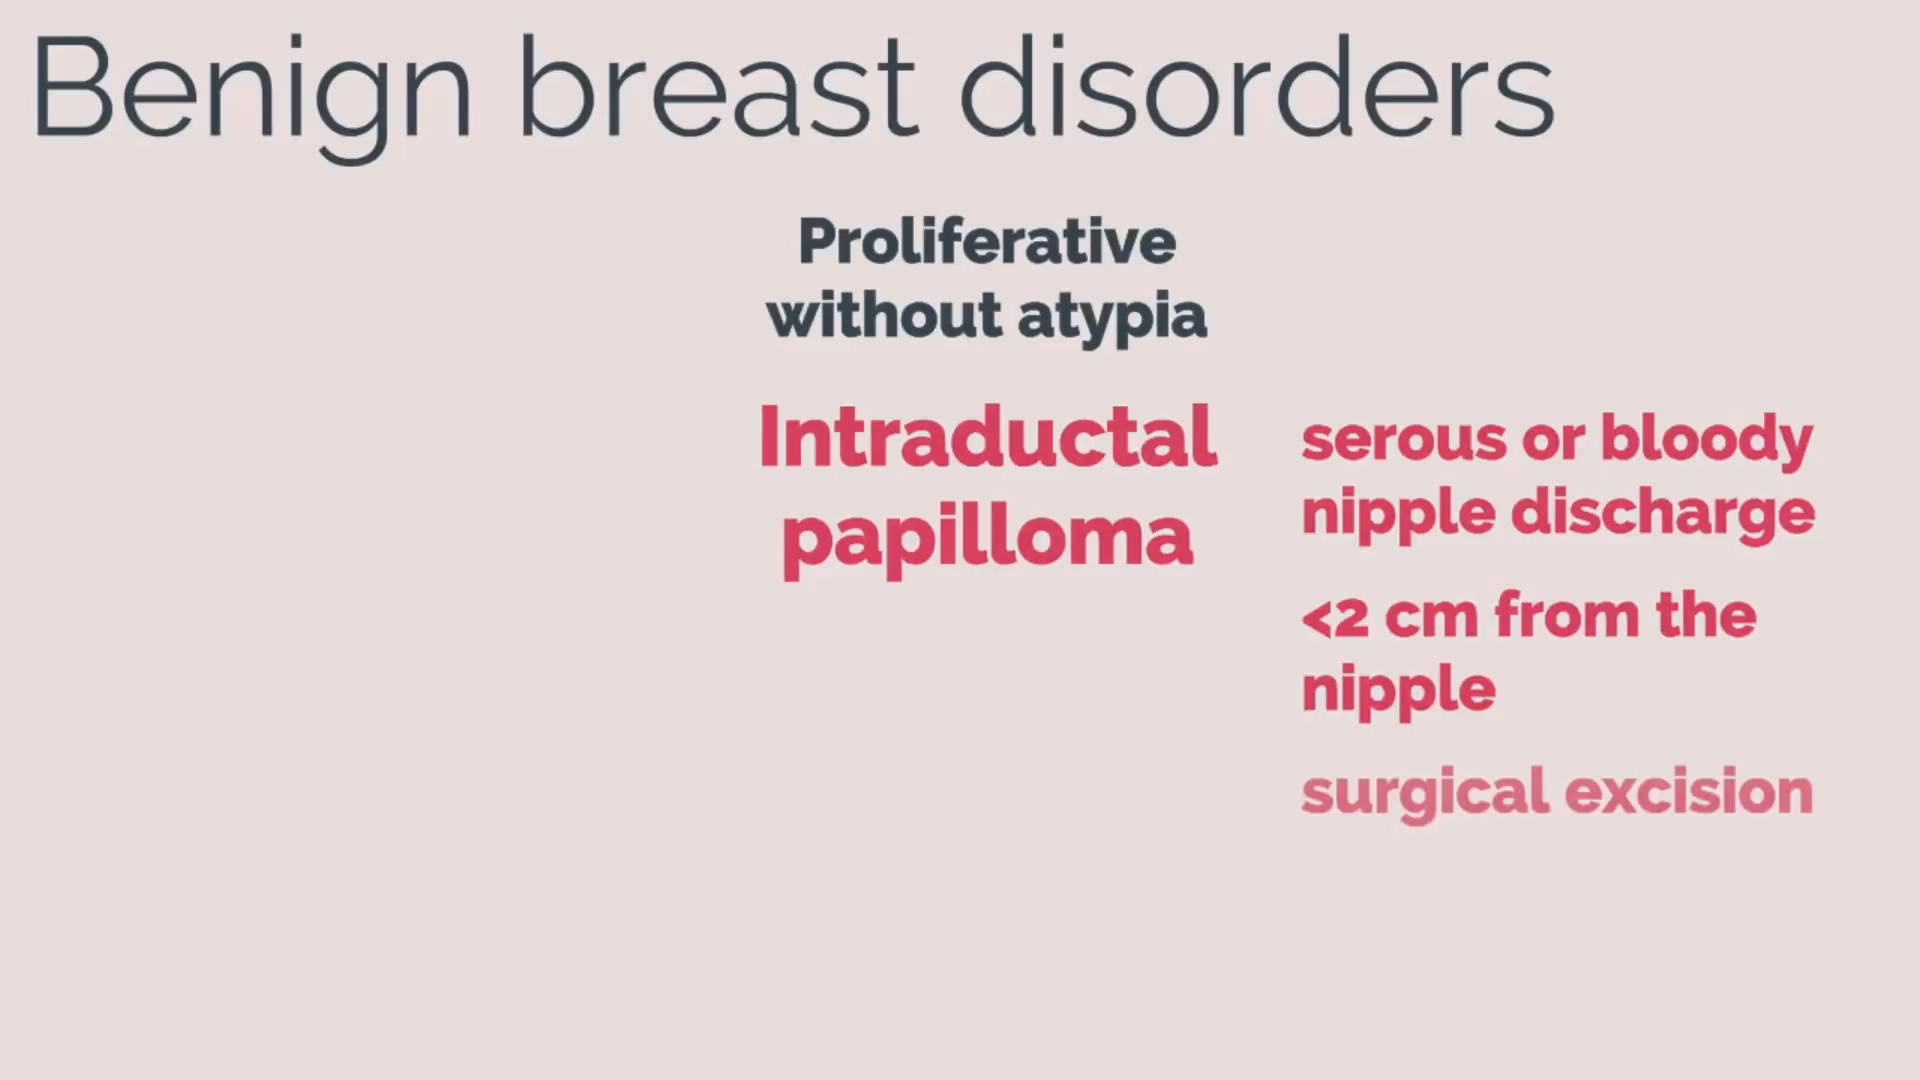 Benign breast disorders
Proliferative
without atypia
Intraductal
papilloma
serous or bloody
nipple discharge
<2 cm from the
nipple
surgical excision